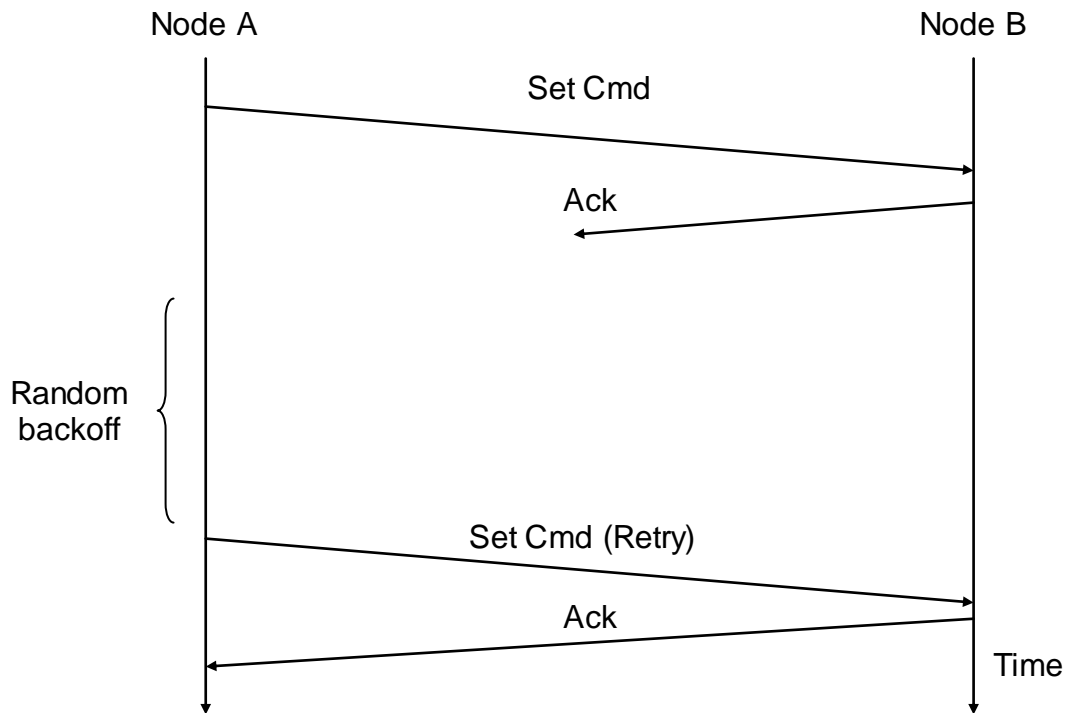 Node A
Node B
Set Cmd
Ack
Random
backoff
Set Cmd (Retry)
Ack
Time